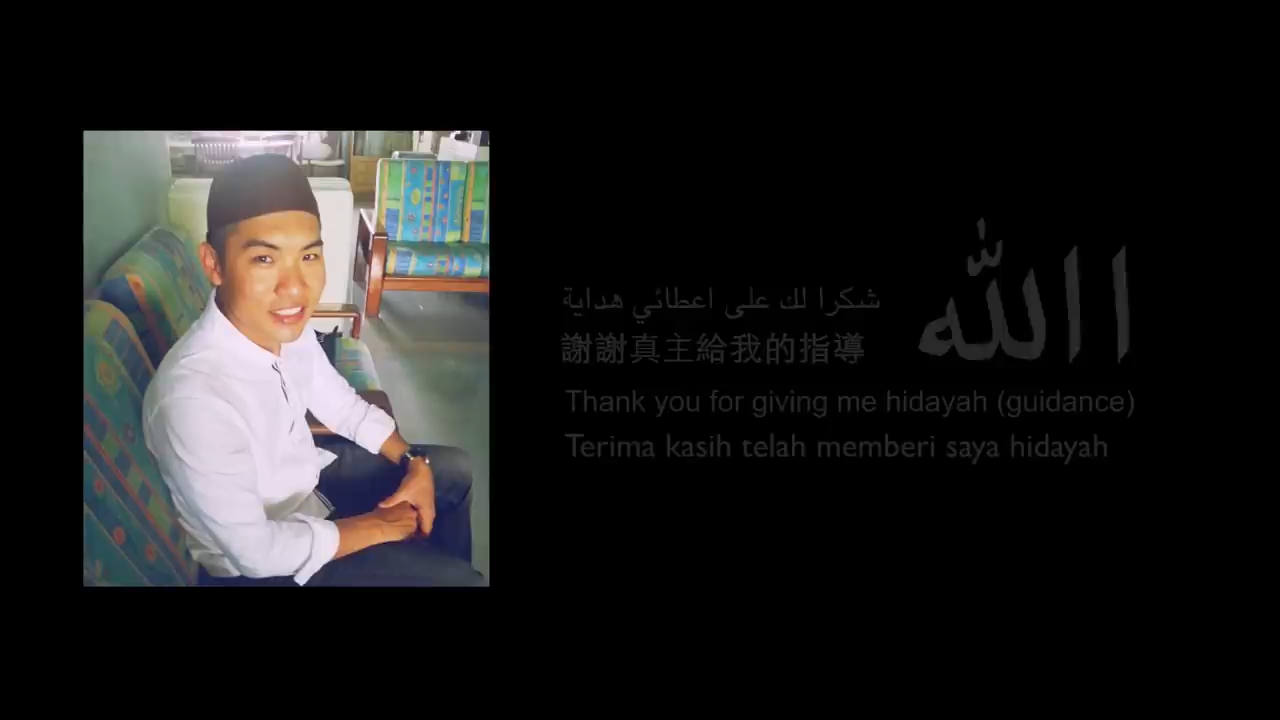 شكرا لك على اعطائي هداية
االله
謝謝真主給我的指導
Thank you for giving me hidayah (guidance)
Terima kasih telah memberi saya hidayah